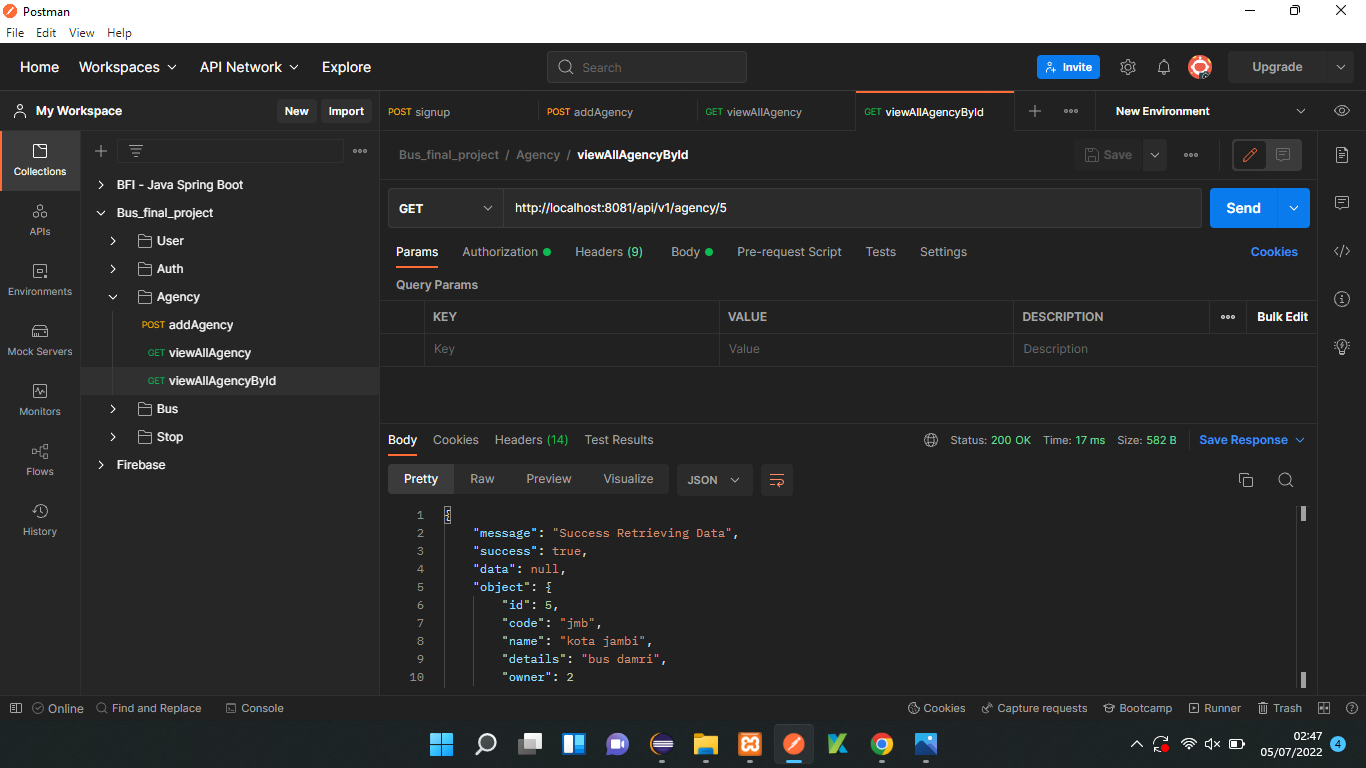 Postman
File Edit View Help
Home Workspaces API Network Explore Search Invite Upgrade
My Workspace New Import
POST signup POST addAgency GET viewAllAgency GET viewAllAgencyById New Environment
Collections
APIs
Environments
Mock Servers
Monitors
Flows
History
BFI - Java Spring Boot
Bus_final_project
User
Auth
Agency
POST addAgency
GET viewAllAgency
GET viewAllAgencyById
Bus
Stop
Firebase
Bus_final_project / Agency / viewAllAgencyById Save
GET http://localhost:8081/api/v1/agency/5 Send
Params Authorization Headers (9) Body Pre-request Script Tests Settings Cookies
Query Params
KEY VALUE DESCRIPTION Bulk Edit
Key Value Description
Body Cookies Headers (14) Test Results Status: 200 OK Time: 17 ms Size: 582 B Save Response
Pretty Raw Preview Visualize JSON
1 {
2 "message": "Success Retrieving Data",
3 "success": true,
4 "data": null,
5 "object": {
6 "id": 5,
7 "code": "jmb",
8 "name": "kota jambi",
9 "details": "bus damri",
10 "owner": 2
Online Find and Replace Console Cookies Capture requests Bootcamp Runner Trash
02:47
05/07/2022 4